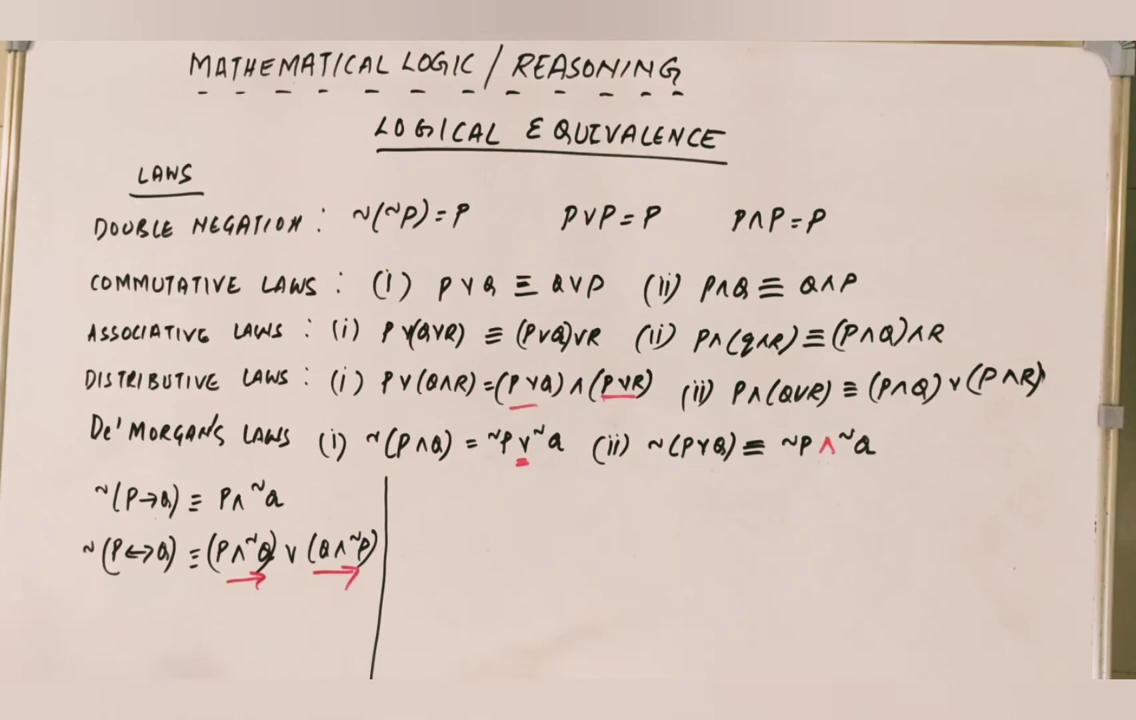 MATHEMATICAL LOGIC / REASONING
LOGICAL EQUIVALENCE
LAWS
DOUBLE NEGATION : ~(~P) = P P∨P = P P∧P = P
COMMUTATIVE LAWS : (i) P∨Q ≡ Q∨P (ii) P∧Q ≡ Q∧P
ASSOCIATIVE LAWS : (i) P∨(Q∨R) ≡ (P∨Q)∨R (ii) P∧(q∧R) ≡ (P∧Q)∧R
DISTRIBUTIVE LAWS : (i) P∨(Q∧R) = (P∨Q)∧(P∨R) (ii) P∧(Q∨R) ≡ (P∧Q)∨(P∧R)
De'MORGAN'S LAWS (i) ~(P∧Q) = ~P∨~Q (ii) ~(P∨Q) ≡ ~P∧~Q
~(P→Q) ≡ P∧~Q
~(P↔Q) ≡ (P∧~Q)∨(Q∧~P)